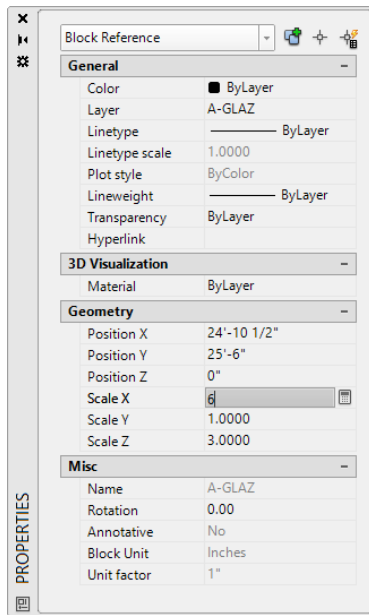 Block Reference
General
Color ByLayer
Layer A-GLAZ
Linetype ByLayer
Linetype scale 1.0000
Plot style ByColor
Lineweight ByLayer
Transparency ByLayer
Hyperlink
3D Visualization
Material ByLayer
Geometry
Position X 24'-10 1/2"
Position Y 25'-6"
Position Z 0"
Scale X 6
Scale Y 1.0000
Scale Z 3.0000
Misc
Name A-GLAZ
Rotation 0.00
Annotative No
Block Unit Inches
Unit factor 1"
PROPERTIES